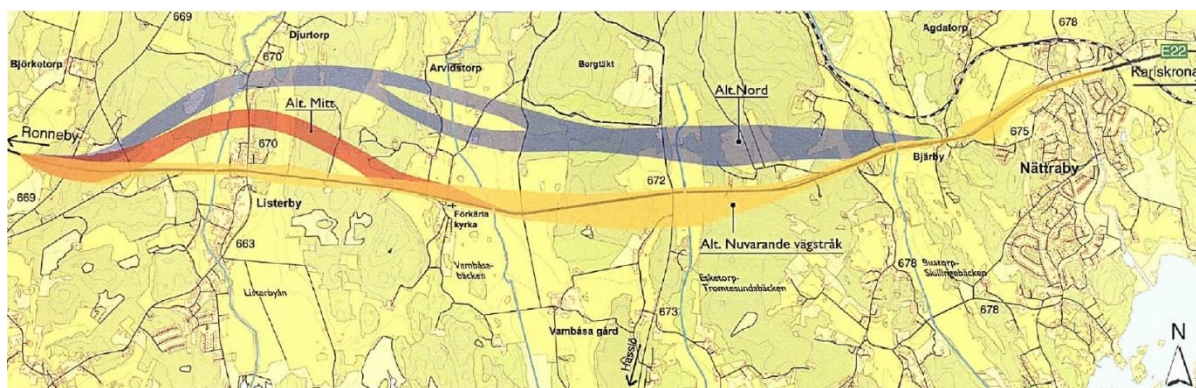 669
Djurtorp
Agdatorp
678
Björketorp
670
Arvidstorp
Bergtäkt
E22
Karlskrona
Alt. Mitt
Alt. Nord
Ronneby
675
670
Bjärby
Nättraby
669
Listerby
672
Förkärla
kyrka
Alt. Nuvarande vägstråk
663
Vambåsa-
bäcken
Esketorp-
Tromtesundabäcken
678
Bustorp-
Skillingebäcken
Listerbyån
678
673
Vambåsa gård
Hasslö
N